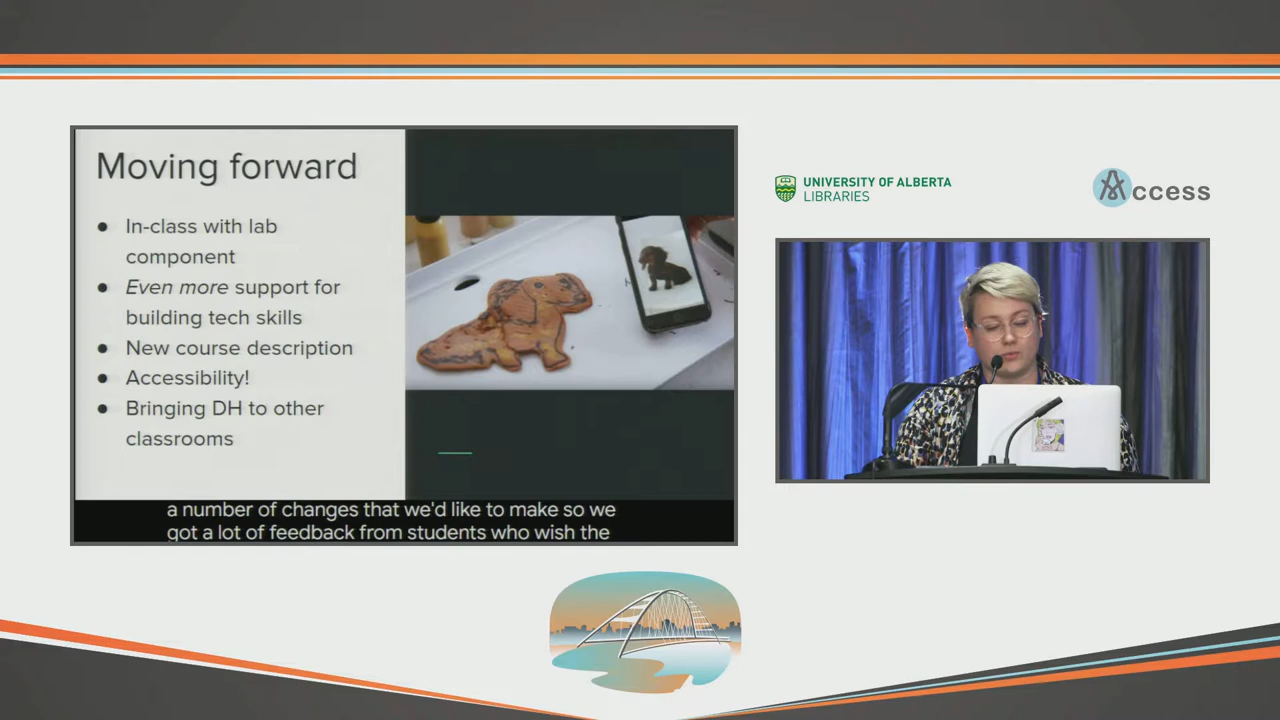 Moving forward
● In-class with lab
component
● Even more support for
building tech skills
● New course description
● Accessibility!
● Bringing DH to other
classrooms
a number of changes that we'd like to make so we
got a lot of feedback from students who wish the
UNIVERSITY OF ALBERTA
LIBRARIES
Access